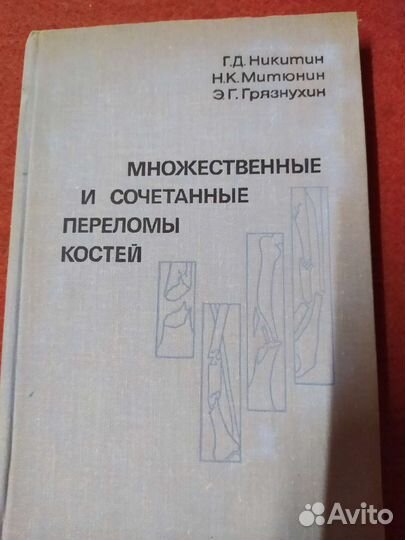 Г.Д.Никитин
Н.К.Митюнин
Э.Г.Грязнухин
МНОЖЕСТВЕННЫЕ
И СОЧЕТАННЫЕ
ПЕРЕЛОМЫ
КОСТЕЙ
Avito